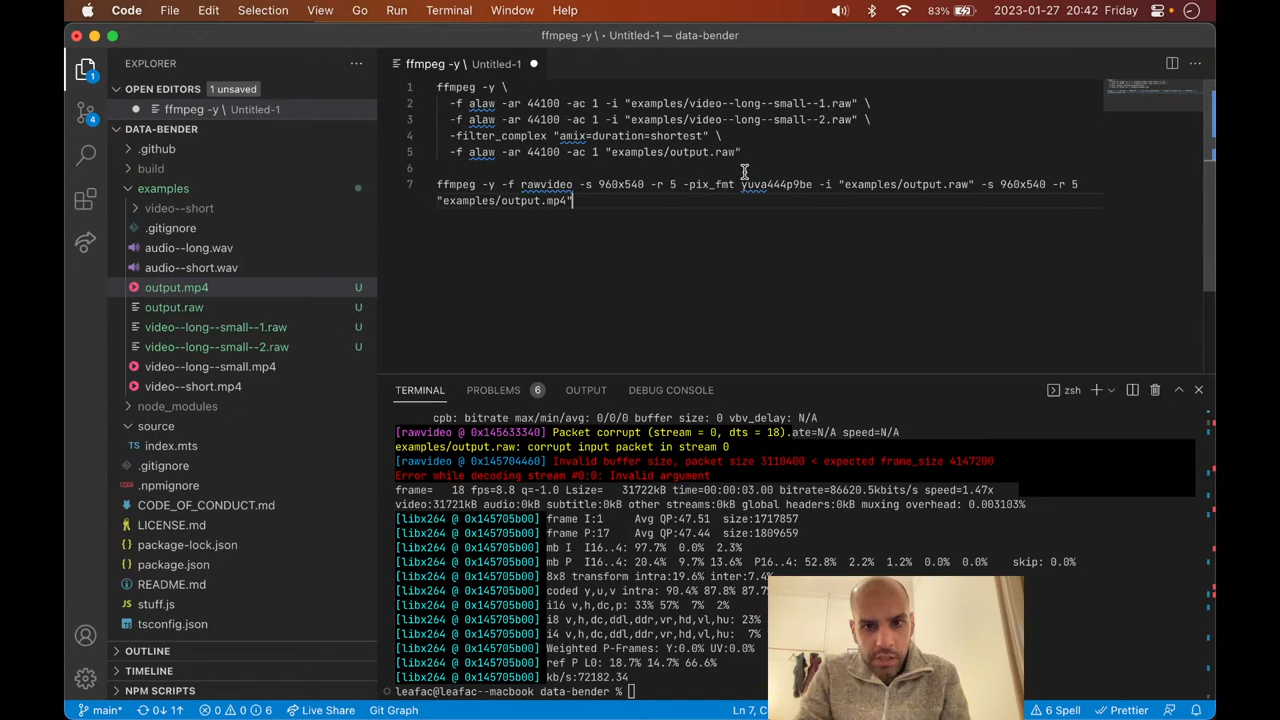 Code File Edit Selection View Go Run Terminal Window Help 83% 2023-01-27 20:42 Friday
ffmpeg -y \ • Untitled-1 — data-bender
EXPLORER
OPEN EDITORS 1 unsaved
ffmpeg -y \ Untitled-1
DATA-BENDER
.github
build
examples
video--short
.gitignore
audio--long.wav
audio--short.wav
output.mp4 U
output.raw U
video--long--small--1.raw U
video--long--small--2.raw U
video--long--small.mp4
video--short.mp4
node_modules
source
index.mts
.gitignore
.npmignore
CODE_OF_CONDUCT.md
LICENSE.md
package-lock.json
package.json
README.md
stuff.js
tsconfig.json
OUTLINE
TIMELINE
NPM SCRIPTS
1
4
ffmpeg -y \ Untitled-1
1 ffmpeg -y \
2 -f alaw -ar 44100 -ac 1 -i "examples/video--long--small--1.raw" \
3 -f alaw -ar 44100 -ac 1 -i "examples/video--long--small--2.raw" \
4 -filter_complex "amix=duration=shortest" \
5 -f alaw -ar 44100 -ac 1 "examples/output.raw"
6
7 ffmpeg -y -f rawvideo -s 960x540 -r 5 -pix_fmt yuva444p9be -i "examples/output.raw" -s 960x540 -r 5
"examples/output.mp4"
TERMINAL PROBLEMS 6 OUTPUT DEBUG CONSOLE zsh
cpb: bitrate max/min/avg: 0/0/0 buffer size: 0 vbv_delay: N/A
[rawvideo @ 0x145633340] Packet corrupt (stream = 0, dts = 18).ate=N/A speed=N/A
examples/output.raw: corrupt input packet in stream 0
[rawvideo @ 0x145704460] Invalid buffer size, packet size 3110400 < expected frame_size 4147200
Error while decoding stream #0:0: Invalid argument
frame= 18 fps=8.8 q=-1.0 Lsize= 31722kB time=00:00:03.00 bitrate=86620.5kbits/s speed=1.47x
video:31721kB audio:0kB subtitle:0kB other streams:0kB global headers:0kB muxing overhead: 0.003103%
[libx264 @ 0x145705b00] frame I:1 Avg QP:47.51 size:1717857
[libx264 @ 0x145705b00] frame P:17 Avg QP:47.44 size:1809659
[libx264 @ 0x145705b00] mb I I16..4: 97.7% 0.0% 2.3%
[libx264 @ 0x145705b00] mb P I16..4: 20.4% 9.7% 13.6% P16..4: 52.8% 2.2% 1.2% 0.0% 0.0% skip: 0.0%
[libx264 @ 0x145705b00] 8x8 transform intra:19.6% inter:7.4%
[libx264 @ 0x145705b00] coded y,u,v intra: 90.4% 87.8% 87.7
[libx264 @ 0x145705b00] i16 v,h,dc,p: 33% 57% 7% 2%
[libx264 @ 0x145705b00] i8 v,h,dc,ddl,ddr,vr,hd,vl,hu: 23%
[libx264 @ 0x145705b00] i4 v,h,dc,ddl,ddr,vr,hd,vl,hu: 7%
[libx264 @ 0x145705b00] Weighted P-Frames: Y:0.0% UV:0.0%
[libx264 @ 0x145705b00] ref P L0: 18.7% 14.7% 66.6%
[libx264 @ 0x145705b00] kb/s:72182.34
leafac@leafac--macbook data-bender %
main* 0↓ 1↑ 0 0 6 Live Share Git Graph Ln 7, 6 Spell Prettier